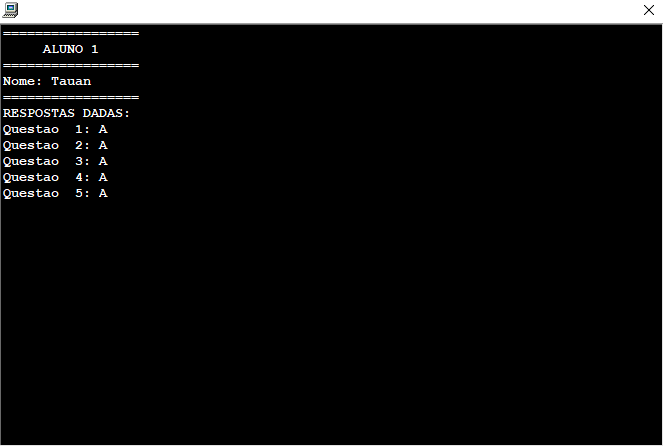 =================
     ALUNO 1
=================
Nome: Tauan
=================
RESPOSTAS DADAS:
Questao  1: A
Questao  2: A
Questao  3: A
Questao  4: A
Questao  5: A